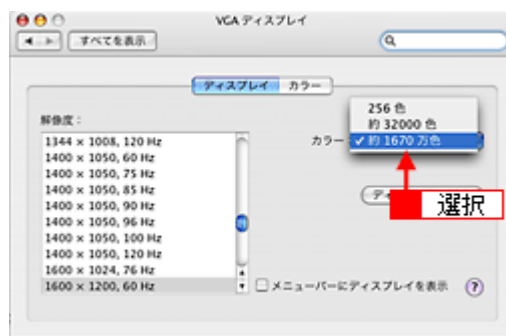 VGA ディスプレイ
すべてを表示
ディスプレイ カラー
解像度：
1344 × 1008, 120 Hz
1400 × 1050, 60 Hz
1400 × 1050, 75 Hz
1400 × 1050, 85 Hz
1400 × 1050, 90 Hz
1400 × 1050, 96 Hz
1400 × 1050, 100 Hz
1400 × 1050, 120 Hz
1600 × 1024, 76 Hz
1600 × 1200, 60 Hz
カラー
256 色
約 32000 色
✓ 約 1670 万色
選択
メニューバーにディスプレイを表示
?